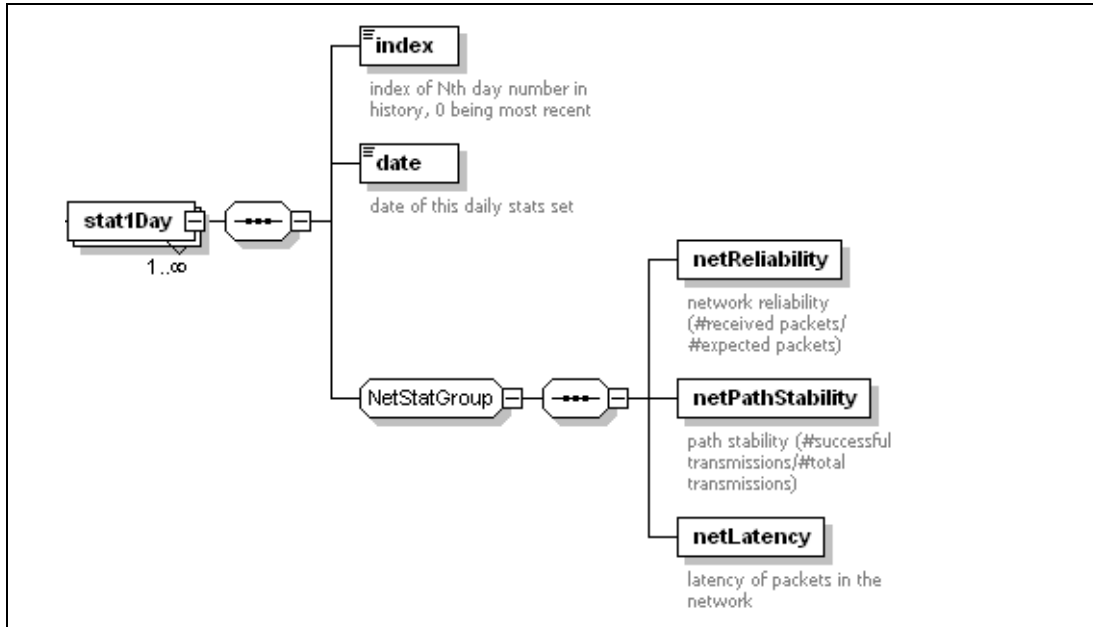 index
index of Nth day number in
history, 0 being most recent
date
date of this daily stats set
stat1Day
1..∞
netReliability
network reliability
(#received packets/
#expected packets)
NetStatGroup
netPathStability
path stability (#successful
transmissions/#total
transmissions)
netLatency
latency of packets in the
network